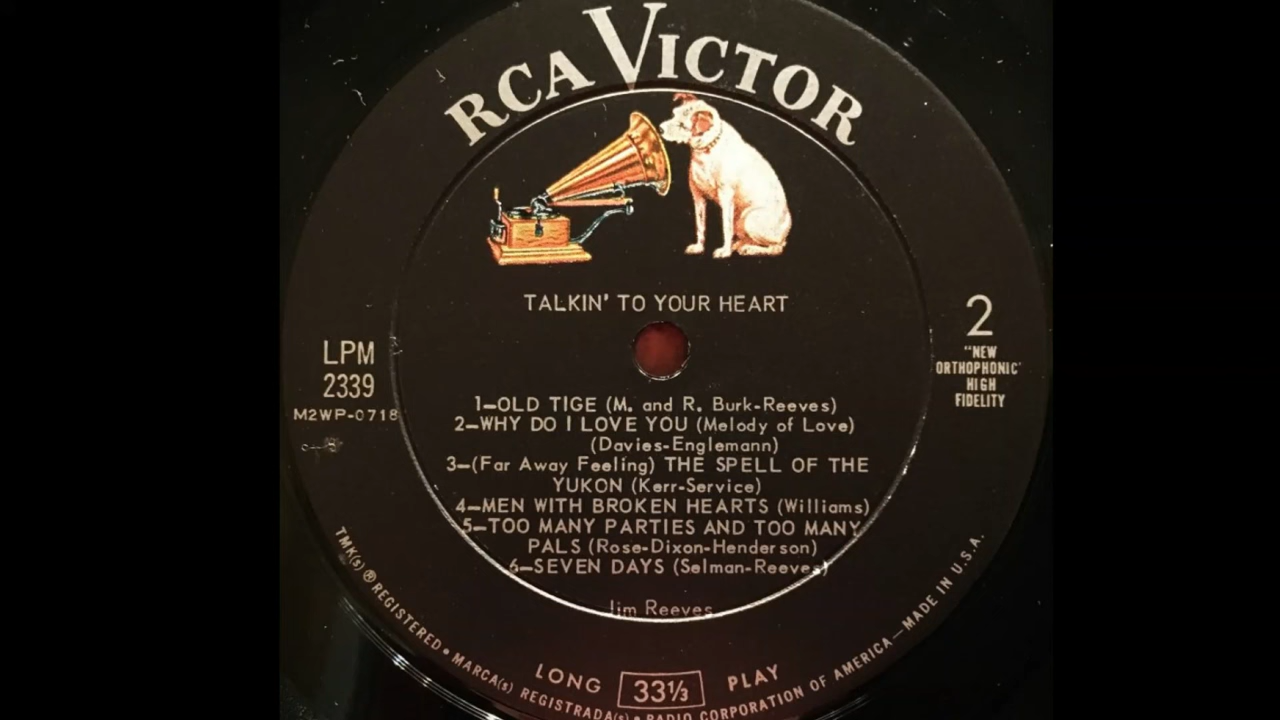 RCA VICTOR
TALKIN' TO YOUR HEART
LPM
2339
M2WP-0718
2
"NEW
ORTHOPHONIC"
HIGH
FIDELITY
1-OLD TIGE (M. and R. Burk-Reeves)
2-WHY DO I LOVE YOU (Melody of Love)
(Davies-Englemann)
3-(Far Away Feeling) THE SPELL OF THE
YUKON (Kerr-Service)
4-MEN WITH BROKEN HEARTS (Williams)
5-TOO MANY PARTIES AND TOO MANY
PALS (Rose-Dixon-Henderson)
6-SEVEN DAYS (Selman-Reeves)
Jim Reeves
LONG 33⅓ PLAY
TMK(s) ® REGISTERED • MARCA(s) REGISTRADA(s) • RADIO CORPORATION OF AMERICA—MADE IN U.S.A.